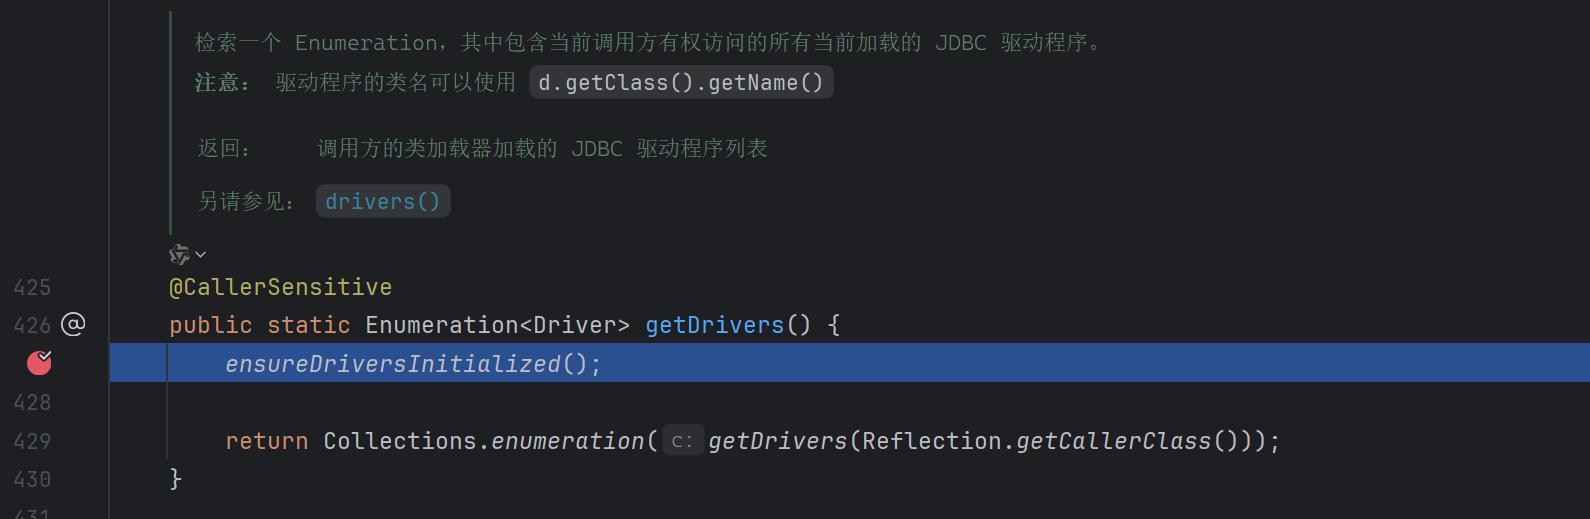 检索一个 Enumeration，其中包含当前调用方有权访问的所有当前加载的 JDBC 驱动程序。
注意： 驱动程序的类名可以使用 d.getClass().getName()
返回： 调用方的类加载器加载的 JDBC 驱动程序列表
另请参见： drivers()
425 @CallerSensitive
426 @ public static Enumeration<Driver> getDrivers() {
ensureDriversInitialized();
428
429 return Collections.enumeration( c: getDrivers(Reflection.getCallerClass()));
430 }
431